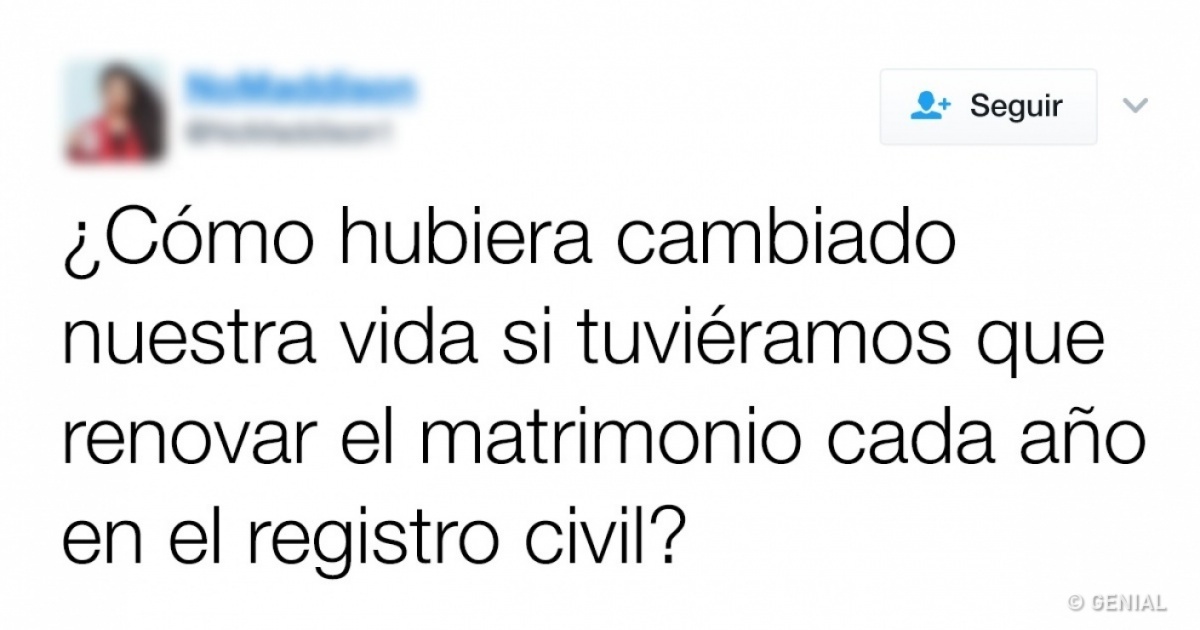 Seguir
¿Cómo hubiera cambiado
nuestra vida si tuviéramos que
renovar el matrimonio cada año
en el registro civil?
© GENIAL